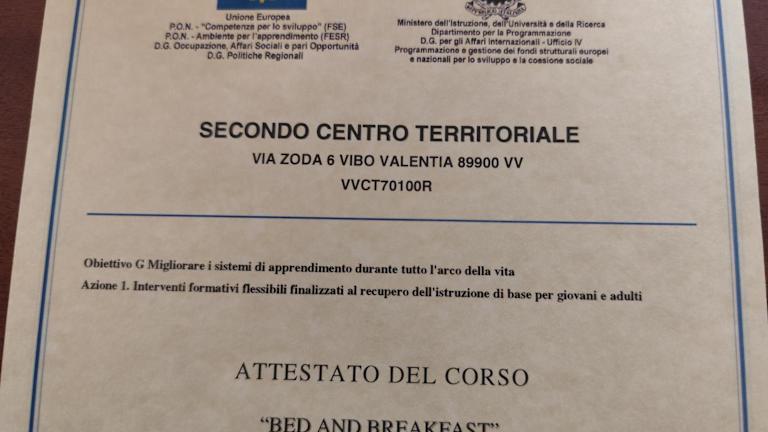 Unione Europea
P.O.N. - "Competenze per lo sviluppo" (FSE)
P.O.N. - Ambiente per l'apprendimento (FESR)
D.G. Occupazione, Affari Sociali e pari Opportunità
D.G. Politiche Regionali
Ministero dell'Istruzione, dell'Università e della Ricerca
Dipartimento per la Programmazione
D.G. per gli Affari Internazionali - Ufficio IV
Programmazione e gestione dei fondi strutturali europei
e nazionali per lo sviluppo e la coesione sociale
SECONDO CENTRO TERRITORIALE
VIA ZODA 6 VIBO VALENTIA 89900 VV
VVCT70100R
Obiettivo G Migliorare i sistemi di apprendimento durante tutto l'arco della vita
Azione 1. Interventi formativi flessibili finalizzati al recupero dell'istruzione di base per giovani e adulti
ATTESTATO DEL CORSO
"BED AND BREAKFAST"